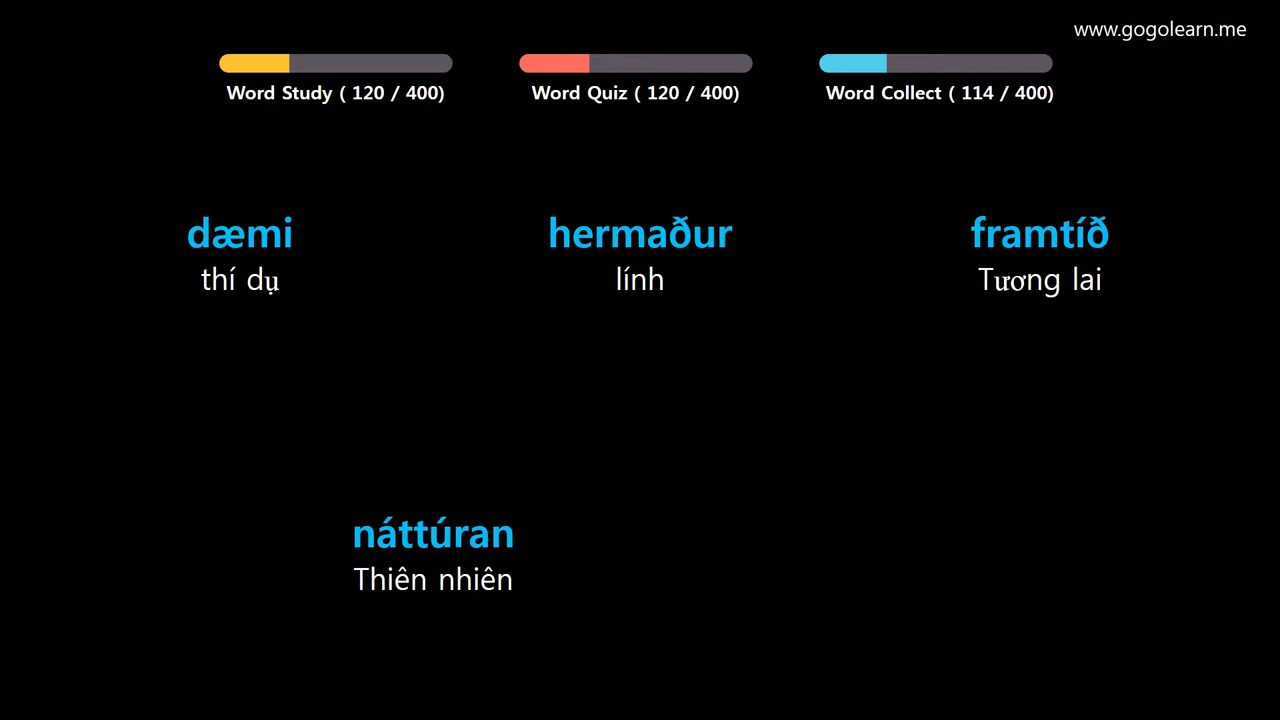 www.gogolearn.me
Word Study ( 120 / 400)
Word Quiz ( 120 / 400)
Word Collect ( 114 / 400)
dæmi
thí dụ
hermaður
lính
framtíð
Tương lai
náttúran
Thiên nhiên